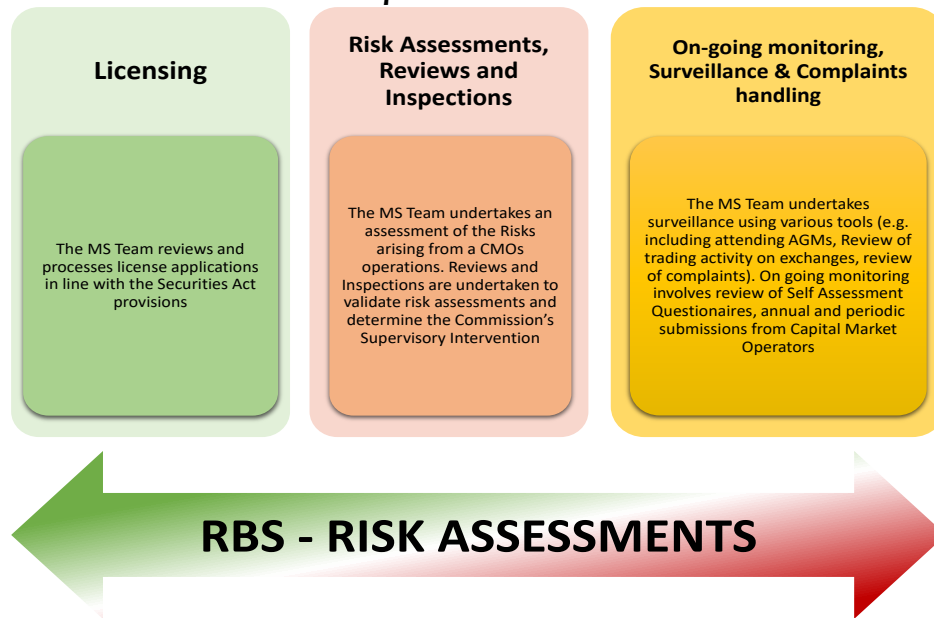 Licensing
The MS Team reviews and
processes license applications
in line with the Securities Act
provisions
Risk Assessments,
Reviews and
Inspections
The MS Team undertakes an
assessment of the Risks
arising from a CMOs
operations. Reviews and
Inspections are undertaken to
validate risk assessments and
determine the Commission's
Supervisory Intervention
On-going monitoring,
Surveillance & Complaints
handling
The MS Team undertakes
surveillance using various tools (e.g.
including attending AGMs, Review of
trading activity on exchanges, review
of complaints). On going monitoring
involves review of Self Assessment
Questionaires, annual and periodic
submissions from Capital Market
Operators
RBS - RISK ASSESSMENTS